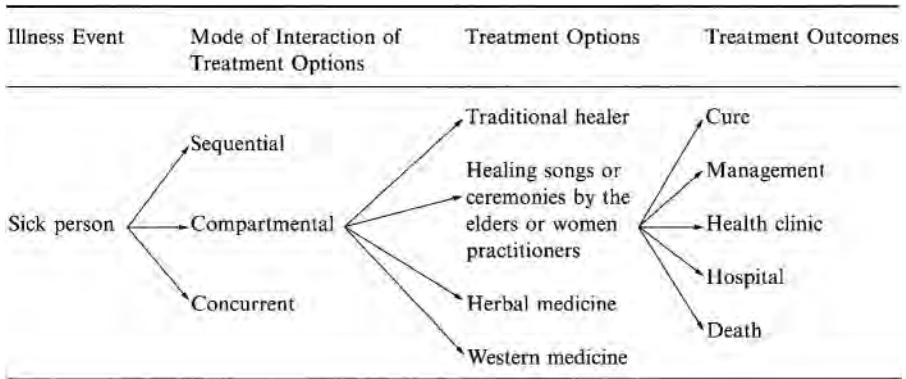 Illness Event
Mode of Interaction of
Treatment Options
Treatment Options
Treatment Outcomes
Sick person
Sequential
Compartmental
Concurrent
Traditional healer
Healing songs or
ceremonies by the
elders or women
practitioners
Herbal medicine
Western medicine
Cure
Management
Health clinic
Hospital
Death